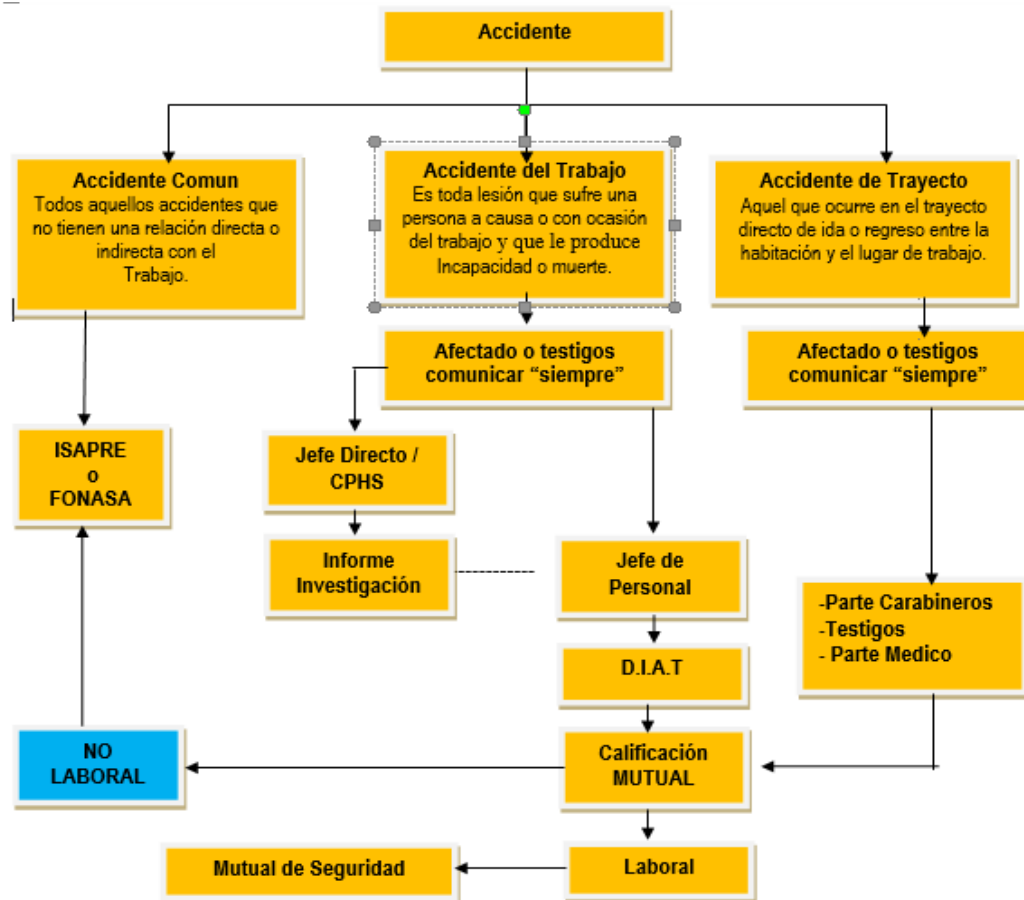 Accidente
Accidente Comun
Todos aquellos accidentes que
no tienen una relación directa o
indirecta con el
Trabajo.
Accidente del Trabajo
Es toda lesión que sufre una
persona a causa o con ocasión
del trabajo y que le produce
Incapacidad o muerte.
Accidente de Trayecto
Aquel que ocurre en el trayecto
directo de ida o regreso entre la
habitación y el lugar de trabajo.
Afectado o testigos
comunicar “siempre”
Afectado o testigos
comunicar “siempre”
ISAPRE
o
FONASA
Jefe Directo /
CPHS
Informe
Investigación
Jefe de
Personal
-Parte Carabineros
-Testigos
- Parte Medico
D.I.A.T
NO
LABORAL
Calificación
MUTUAL
Mutual de Seguridad
Laboral